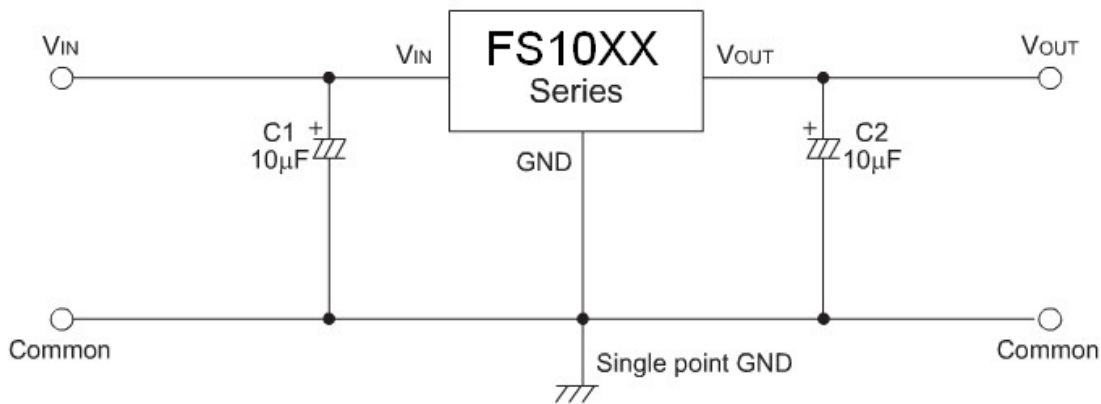 VIN
VIN
FS10XX
Series
VOUT
VOUT
C1
10µF
+
GND
+
C2
10µF
Common
Single point GND
Common